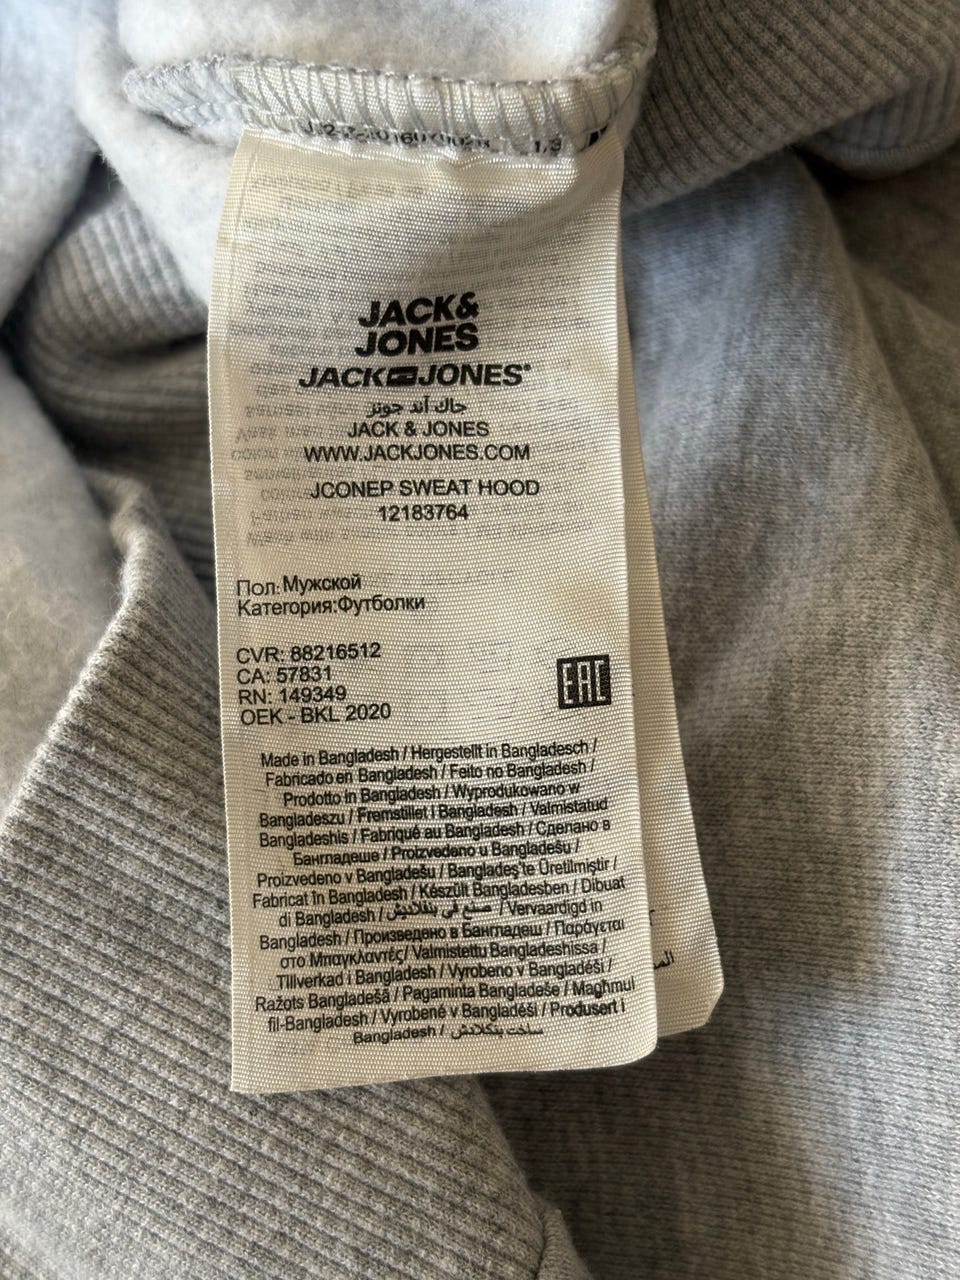 1/3
JACK&
JONES
JACK JONES®
جاك أند جونز
JACK & JONES
WWW.JACKJONES.COM
JCONEP SWEAT HOOD
12183764
Пол: Мужской
Категория:Футболки
CVR: 88216512
CA: 57831
RN: 149349
OEK - BKL 2020
EAC
Made in Bangladesh / Hergestellt in Bangladesch /
Fabricado en Bangladesh / Feito no Bangladesh /
Prodotto in Bangladesh / Wyprodukowano w
Bangladeszu / Fremstillet i Bangladesh / Valmistatud
Bangladeshis / Fabriqué au Bangladesh / Сделано в
Бангладеше / Proizvedeno u Bangladešu /
Proizvedeno v Bangladešu / Bangladeş'te Üretilmiştir /
Fabricat în Bangladesh / Készült Bangladesben / Dibuat
di Bangladesh / صنع في بنغلاديش / Vervaardigd in
Bangladesh / Произведено в Бангладеш / Παράγεται
στο Μπαγκλαντές/ Valmistettu Bangladeshissa /
Tillverkad i Bangladesh / Vyrobeno v Bangladéši /
Ražots Bangladešā / Pagaminta Bangladeše / Magħmul
fil-Bangladesh / Vyrobené v Bangladéši / Produsert i
Bangladesh / ساخت بنگلادش